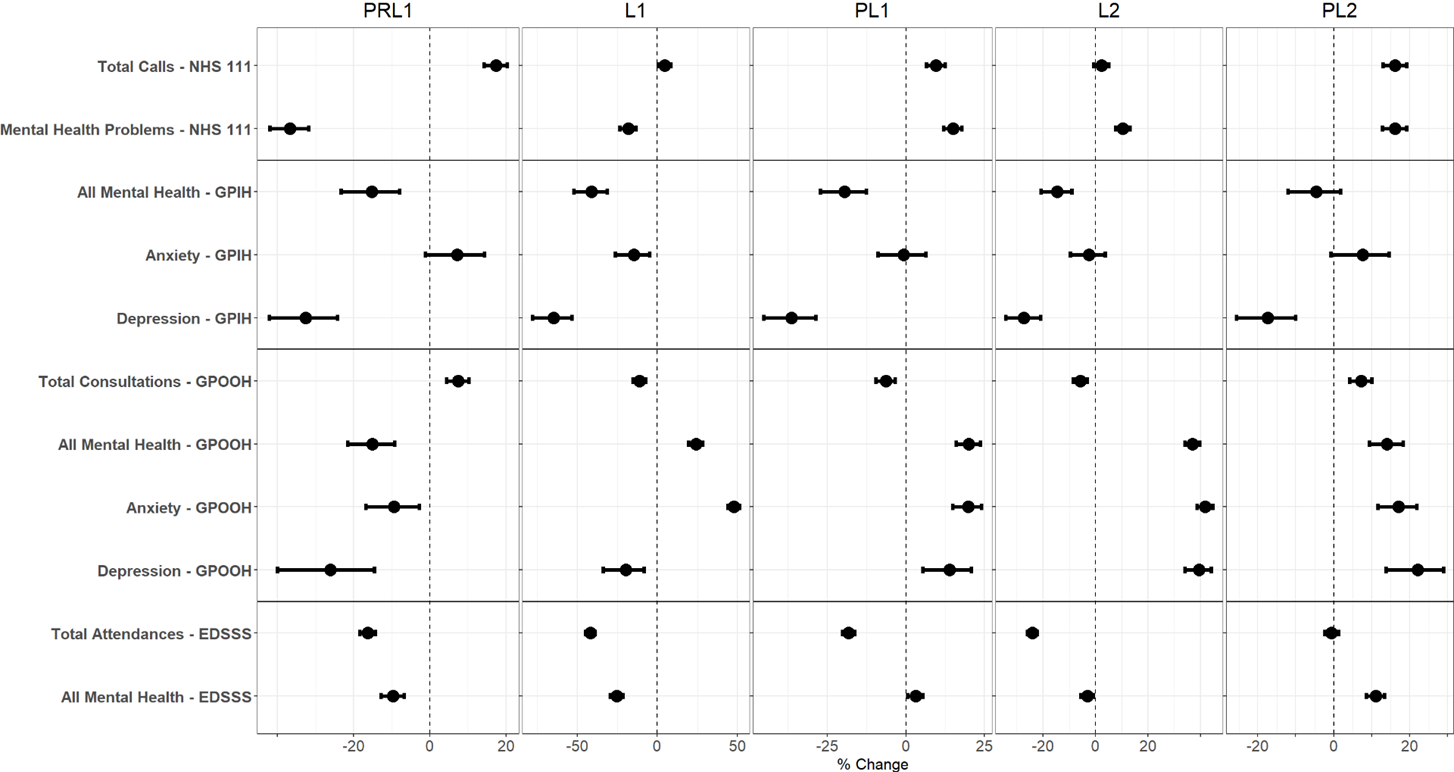 PRL1 L1 PL1 L2 PL2
Total Calls - NHS 111
Mental Health Problems - NHS 111
All Mental Health - GPIH
Anxiety - GPIH
Depression - GPIH
Total Consultations - GPOOH
All Mental Health - GPOOH
Anxiety - GPOOH
Depression - GPOOH
Total Attendances - EDSSS
All Mental Health - EDSSS
-20 0 20 -50 0 50 -25 0 25 -20 0 20 -20 0 20
% Change